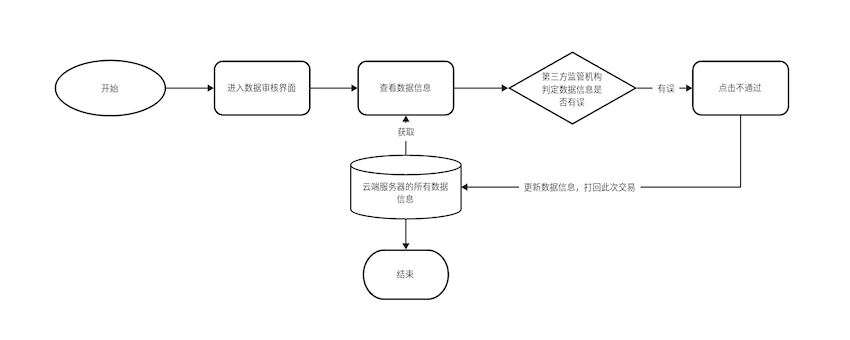 开始
进入数据审核界面
查看数据信息
第三方监管机构
判定数据信息是
否有误
有误
点击不通过
获取
云端服务器的所有数据
信息
更新数据信息，打回此次交易
结束